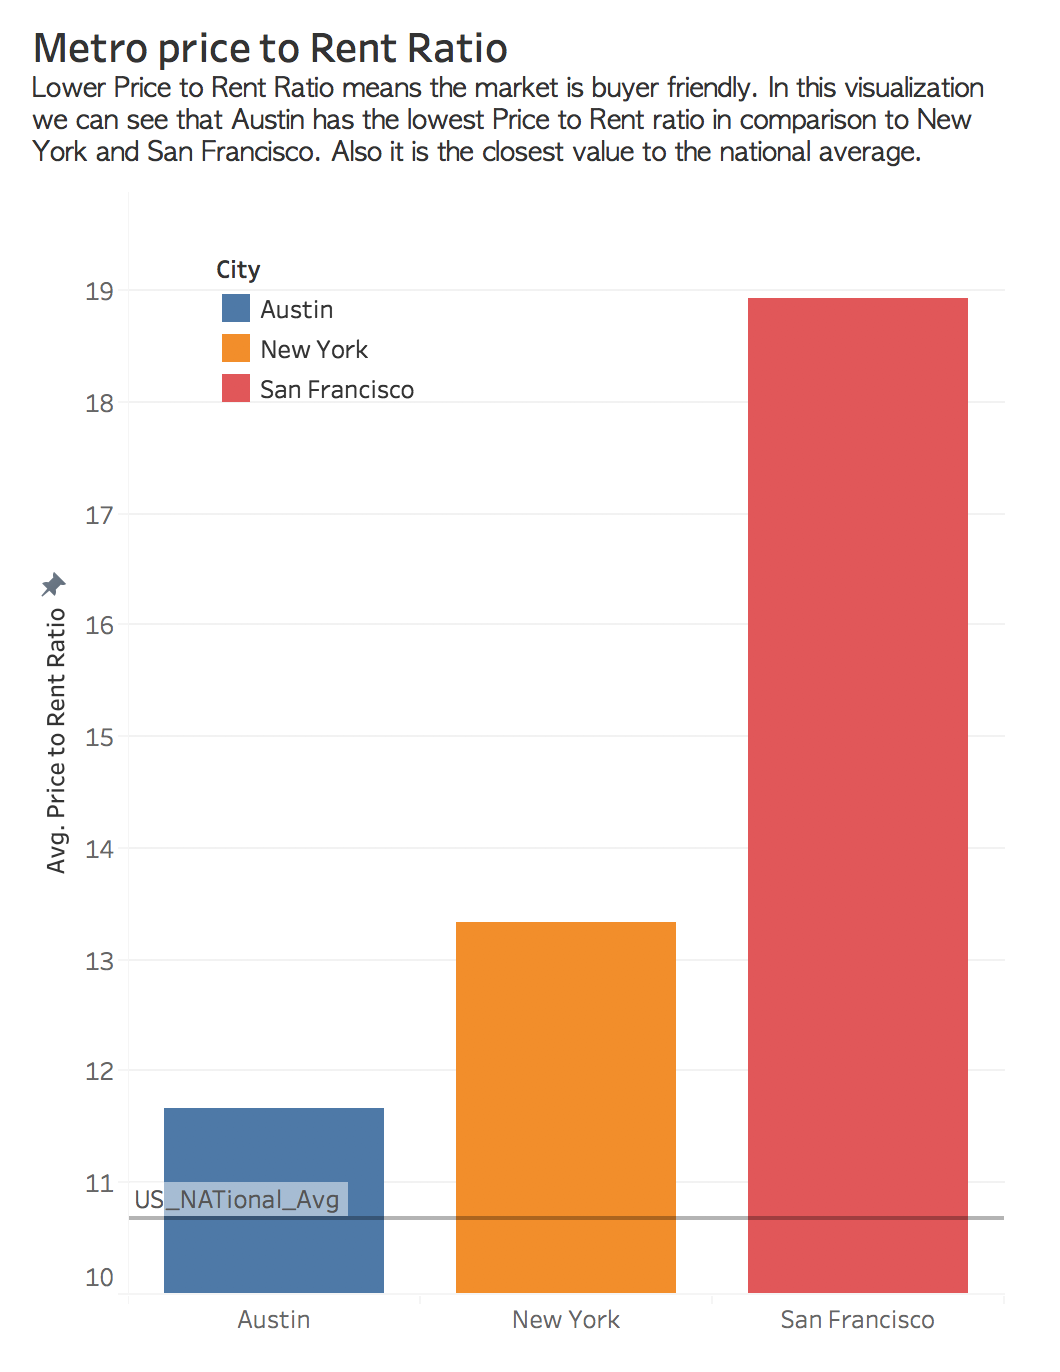 Metro price to Rent Ratio
Lower Price to Rent Ratio means the market is buyer friendly. In this visualization
we can see that Austin has the lowest Price to Rent ratio in comparison to New
York and San Francisco. Also it is the closest value to the national average.
City
Austin
New York
San Francisco
19
18
17
16
15
14
13
12
11
10
Avg. Price to Rent Ratio
US_NATional_Avg
Austin
New York
San Francisco